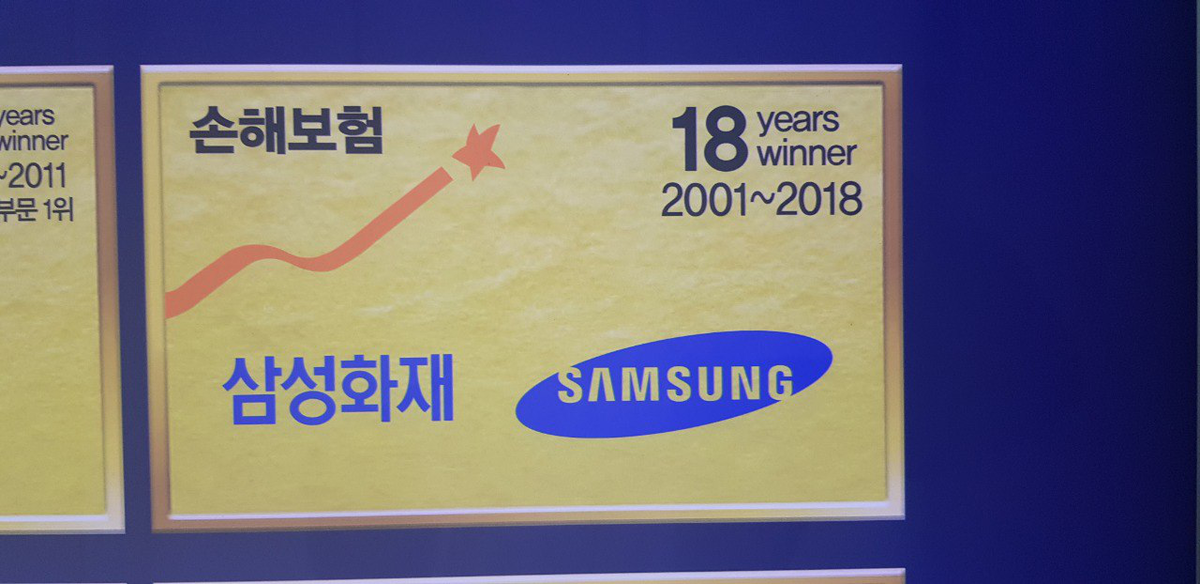 years
winner
~2011
부문 1위
손해보험
18 years
winner
2001~2018
삼성화재
SAMSUNG